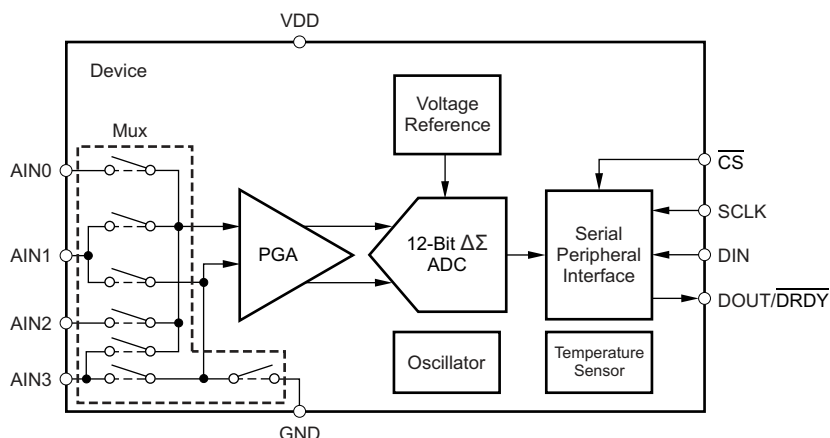 VDD
Device
Mux
AIN0
AIN1
AIN2
AIN3
PGA
Voltage
Reference
12-Bit ΔΣ
ADC
Oscillator
Serial
Peripheral
Interface
Temperature
Sensor
CS
SCLK
DIN
DOUT/DRDY
GND